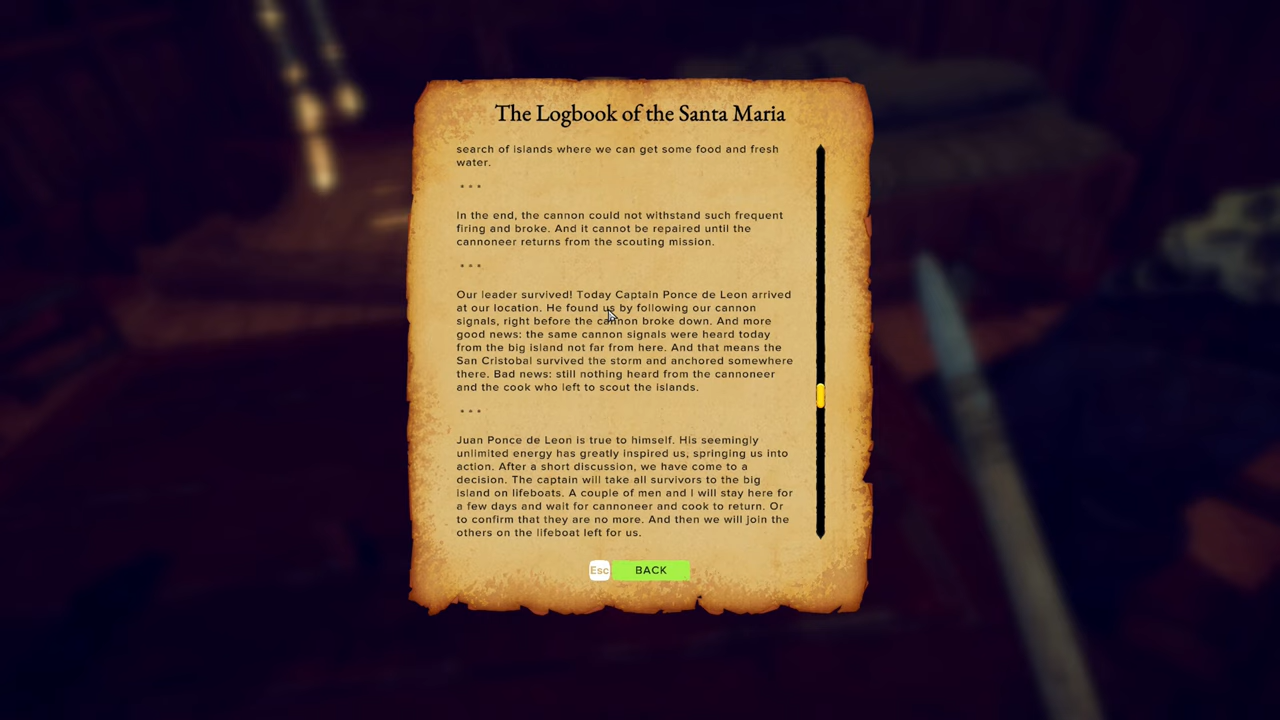 The Logbook of the Santa Maria
search of islands where we can get some food and fresh
water.
***
In the end, the cannon could not withstand such frequent
firing and broke. And it cannot be repaired until the
cannoneer returns from the scouting mission.
***
Our leader survived! Today Captain Ponce de Leon arrived
at our location. He found us by following our cannon
signals, right before the cannon broke down. And more
good news: the same cannon signals were heard today
from the big island not far from here. And that means the
San Cristobal survived the storm and anchored somewhere
there. Bad news: still nothing heard from the cannoneer
and the cook who left to scout the islands.
***
Juan Ponce de Leon is true to himself. His seemingly
unlimited energy has greatly inspired us, springing us into
action. After a short discussion, we have come to a
decision. The captain will take all survivors to the big
island on lifeboats. A couple of men and I will stay here for
a few days and wait for cannoneer and cook to return. Or
to confirm that they are no more. And then we will join the
others on the lifeboat left for us.
Esc BACK